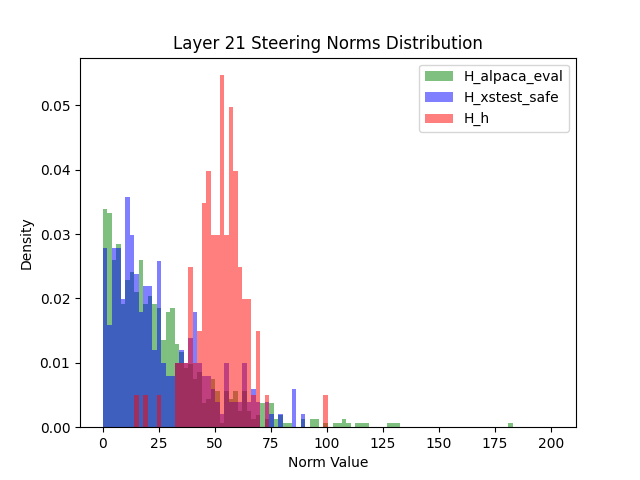 Layer 21 Steering Norms Distribution
H_alpaca_eval
H_xstest_safe
H_h
Density
0.05
0.04
0.03
0.02
0.01
0.00
0
25
50
75
100
125
150
175
200
Norm Value